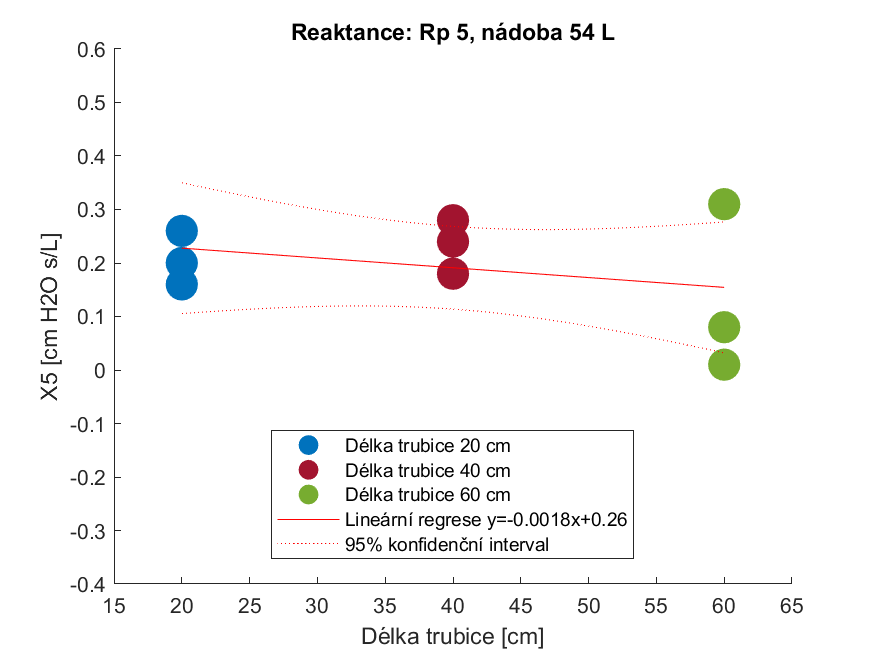 Reaktance: Rp 5, nádoba 54 L
0.6
0.5
0.4
0.3
0.2
0.1
0
-0.1
-0.2
-0.3
-0.4
X5 [cm H2O s/L]
Délka trubice 20 cm
Délka trubice 40 cm
Délka trubice 60 cm
Lineární regrese y=-0.0018x+0.26
95% konfidenční interval
15 20 25 30 35 40 45 50 55 60 65
Délka trubice [cm]